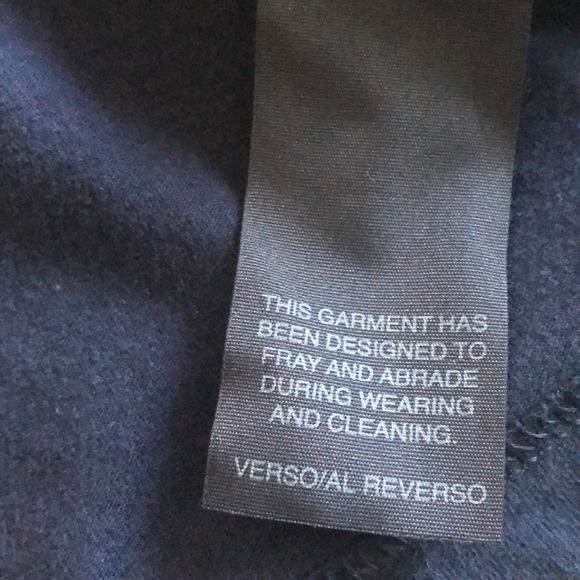 THIS GARMENT HAS
BEEN DESIGNED TO
FRAY AND ABRADE
DURING WEARING
AND CLEANING.
VERSO/AL REVERSO